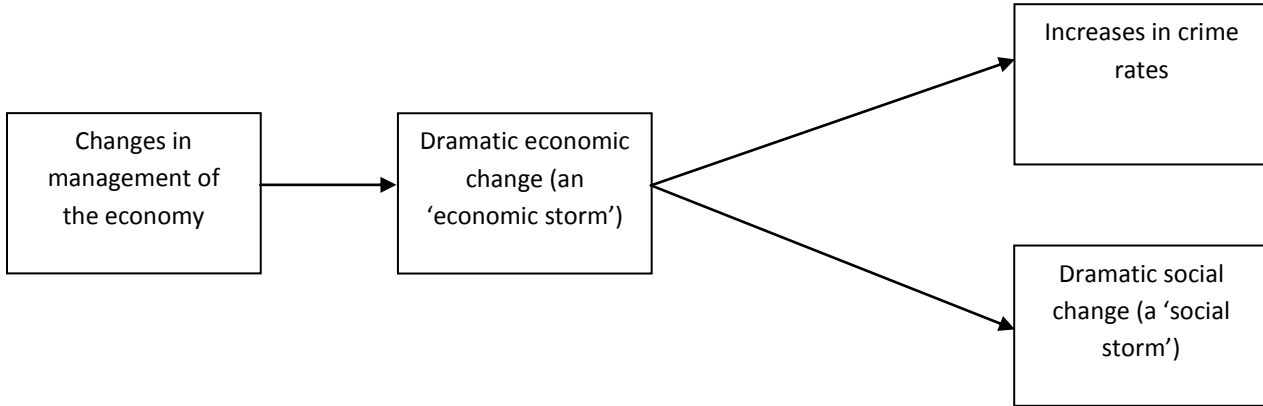 Changes in
management of
the economy
Dramatic economic
change (an
‘economic storm’)
Increases in crime
rates
Dramatic social
change (a ‘social
storm’)